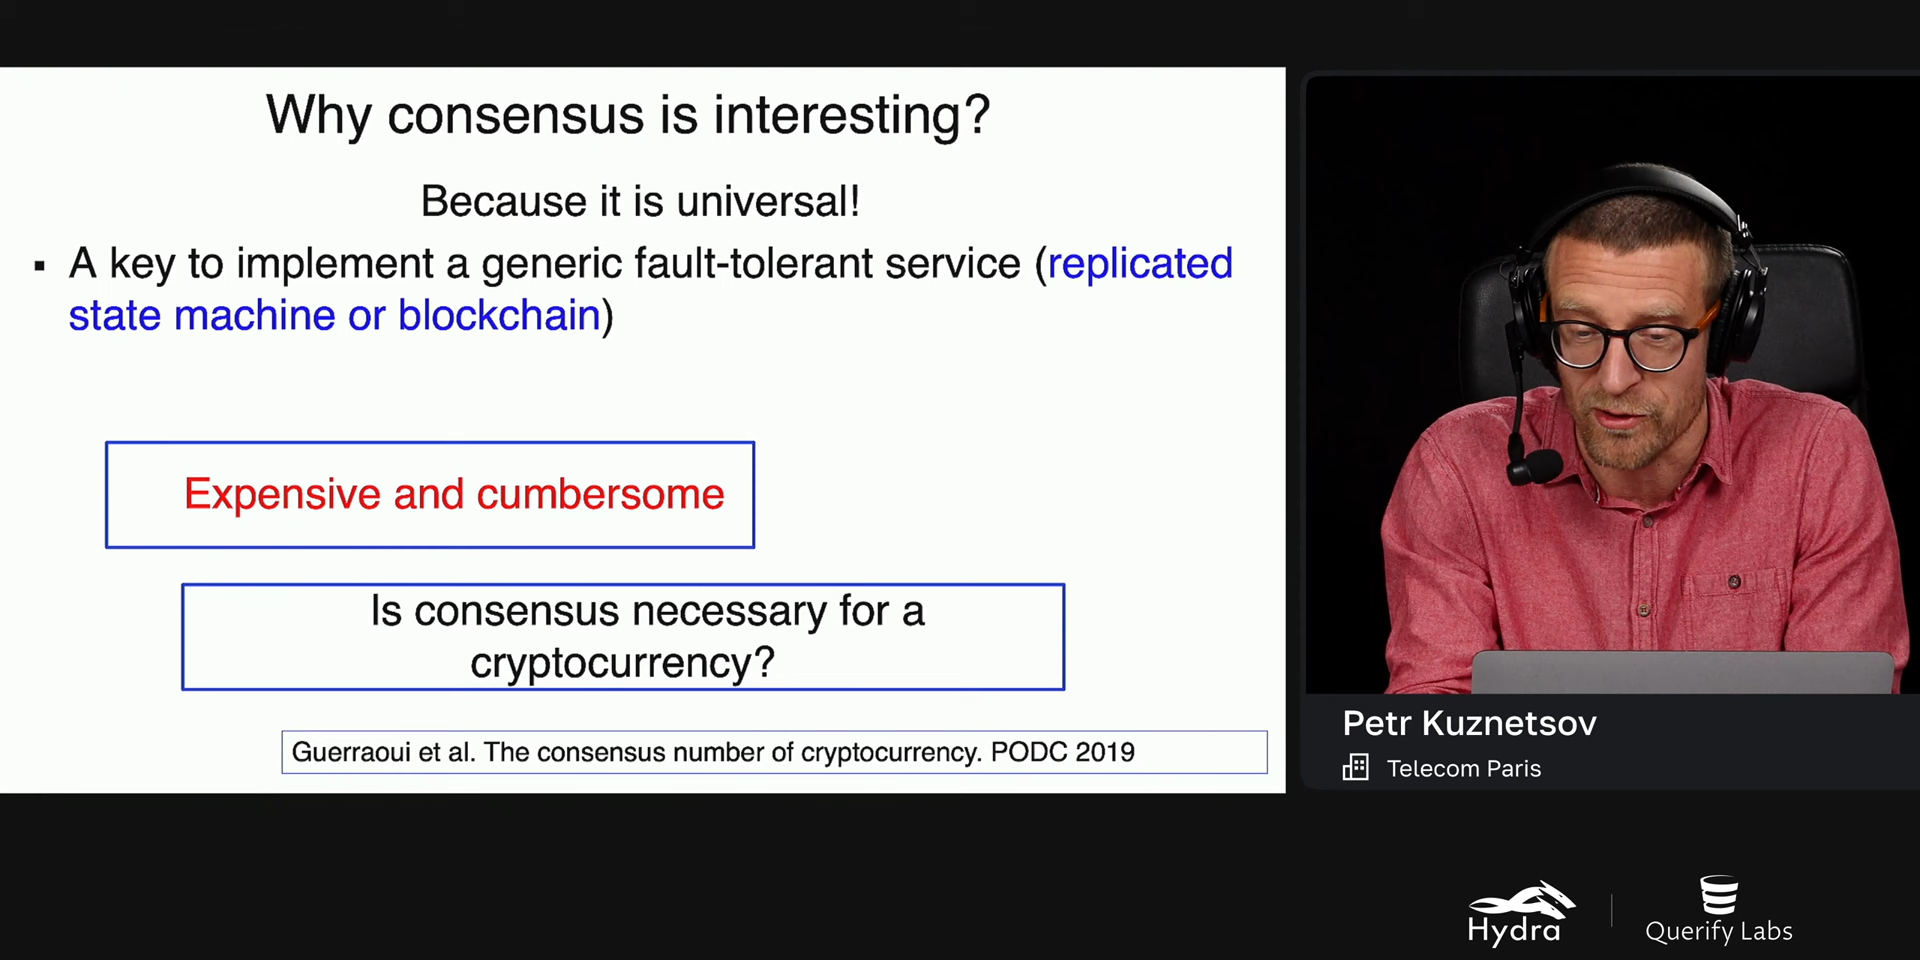 Why consensus is interesting?
Because it is universal!
▪ A key to implement a generic fault-tolerant service (replicated
state machine or blockchain)
Expensive and cumbersome
Is consensus necessary for a
cryptocurrency?
Guerraoui et al. The consensus number of cryptocurrency. PODC 2019
Petr Kuznetsov
Telecom Paris
Hydra
Querify Labs